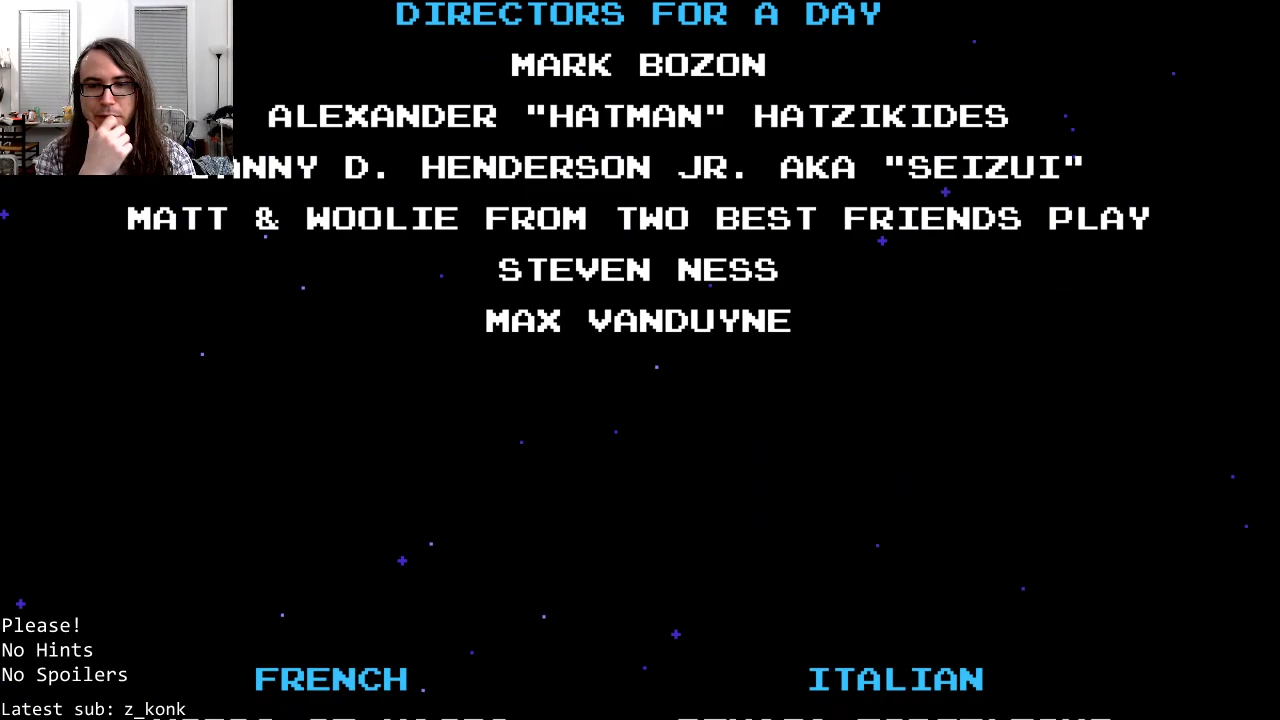 DIRECTORS FOR A DAY
MARK BOZON
ALEXANDER "HATMAN" HATZIKIDES
D. HENDERSON JR. AKA "SEIZUI"
MATT & WOOLIE FROM TWO BEST FRIENDS PLAY
STEVEN NESS
MAX VANDUYNE
Please!
No Hints
No Spoilers
FRENCH
ITALIAN
Latest sub: z_konk